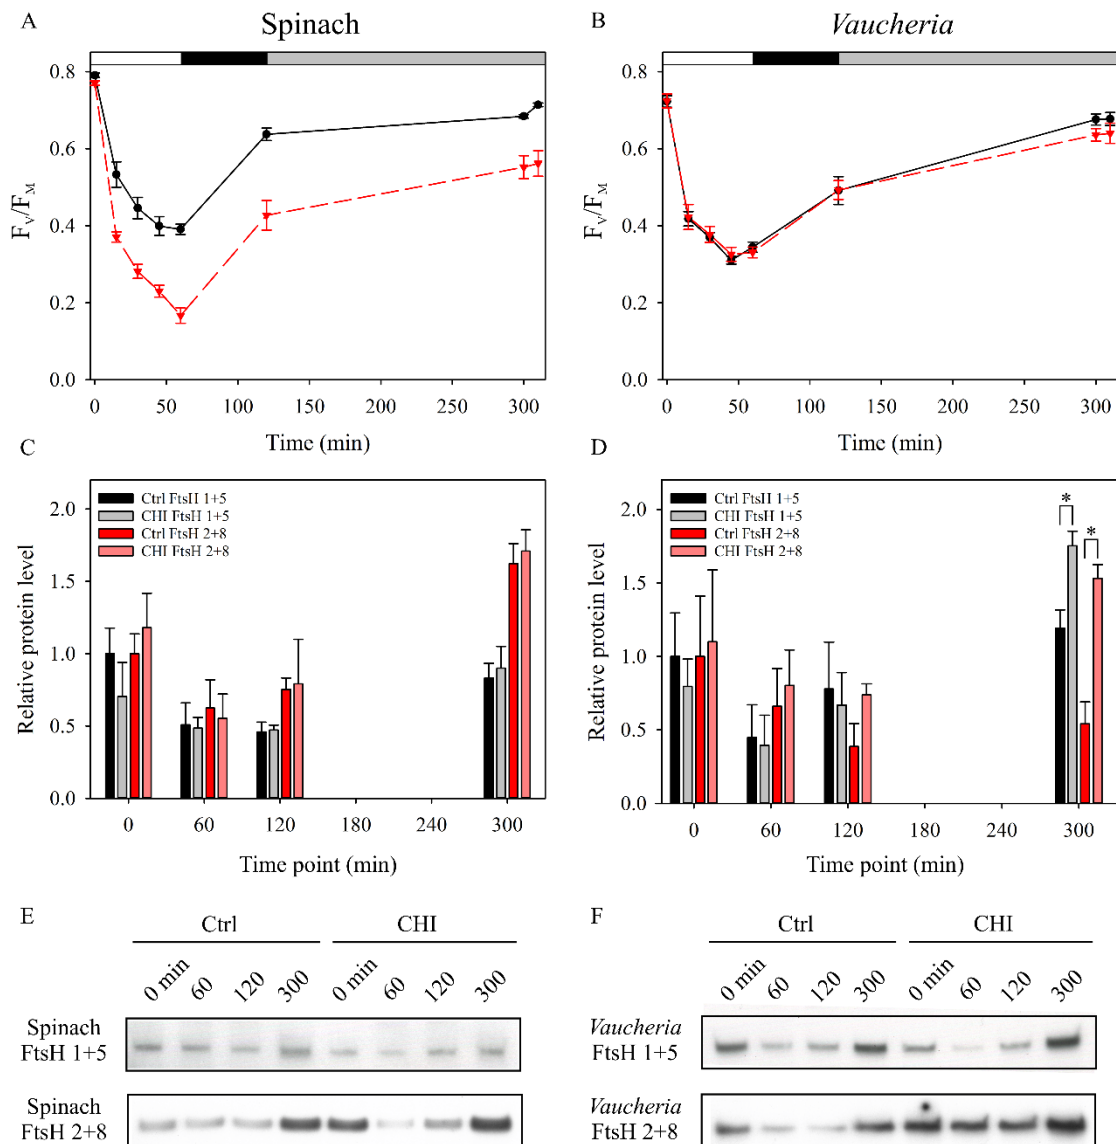 A
Spinach
B
Vaucheria
0.8
0.6
0.4
0.2
0.0
F_V/F_M
0
50
100
150
200
250
300
Time (min)
0.8
0.6
0.4
0.2
0.0
F_V/F_M
0
50
100
150
200
250
300
Time (min)
C
2.0
1.5
1.0
0.5
0.0
Relative protein level
Ctrl FtsH 1+5
CHI FtsH 1+5
Ctrl FtsH 2+8
CHI FtsH 2+8
0
60
120
180
240
300
Time point (min)
D
2.0
1.5
1.0
0.5
0.0
Relative protein level
Ctrl FtsH 1+5
CHI FtsH 1+5
Ctrl FtsH 2+8
CHI FtsH 2+8
*
*
0
60
120
180
240
300
Time point (min)
E
Ctrl
CHI
0 min
60
120
300
0 min
60
120
300
Spinach
FtsH 1+5
Spinach
FtsH 2+8
F
Ctrl
CHI
0 min
60
120
300
0 min
60
120
300
Vaucheria
FtsH 1+5
Vaucheria
FtsH 2+8